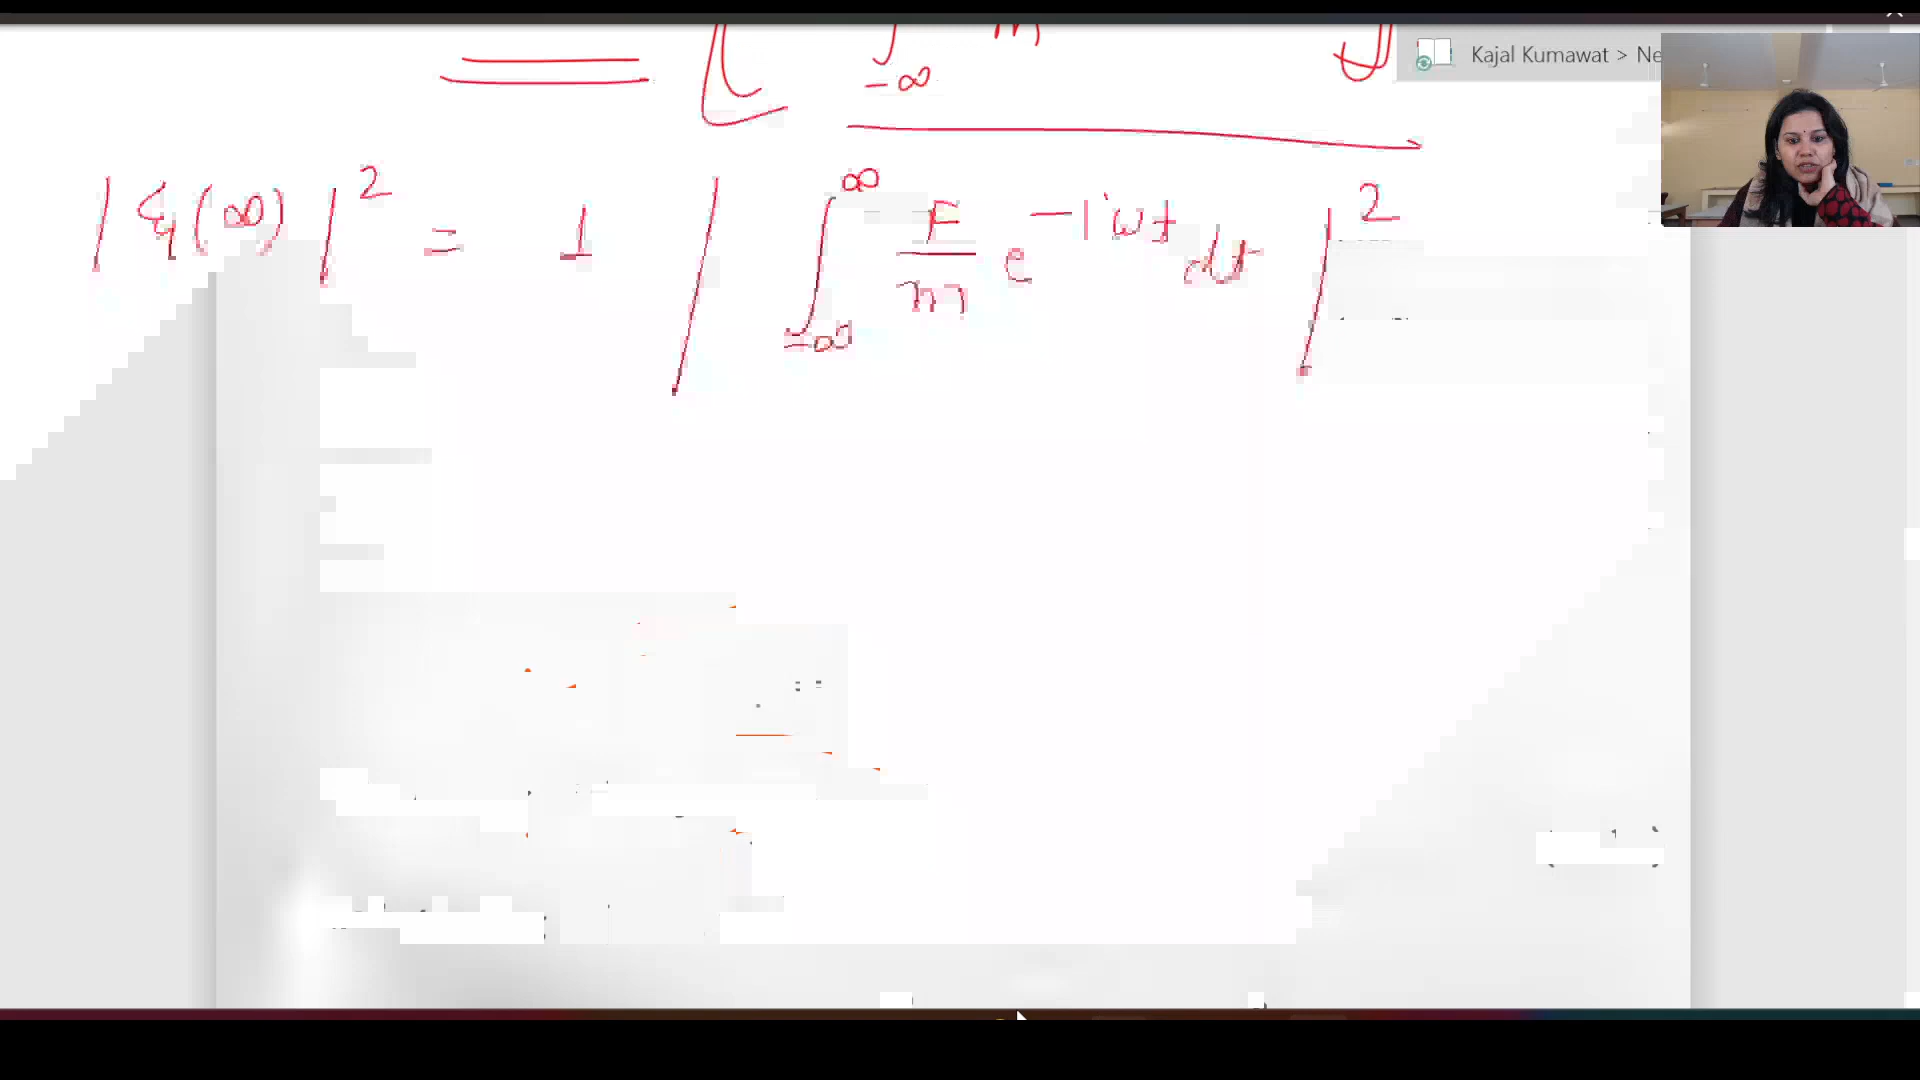 -∞ m
Kajal Kumawat > Ne
|ξ(∞)|² = 1 | ∫_{-∞}^{∞} F/m e^{-iωt} dt |²